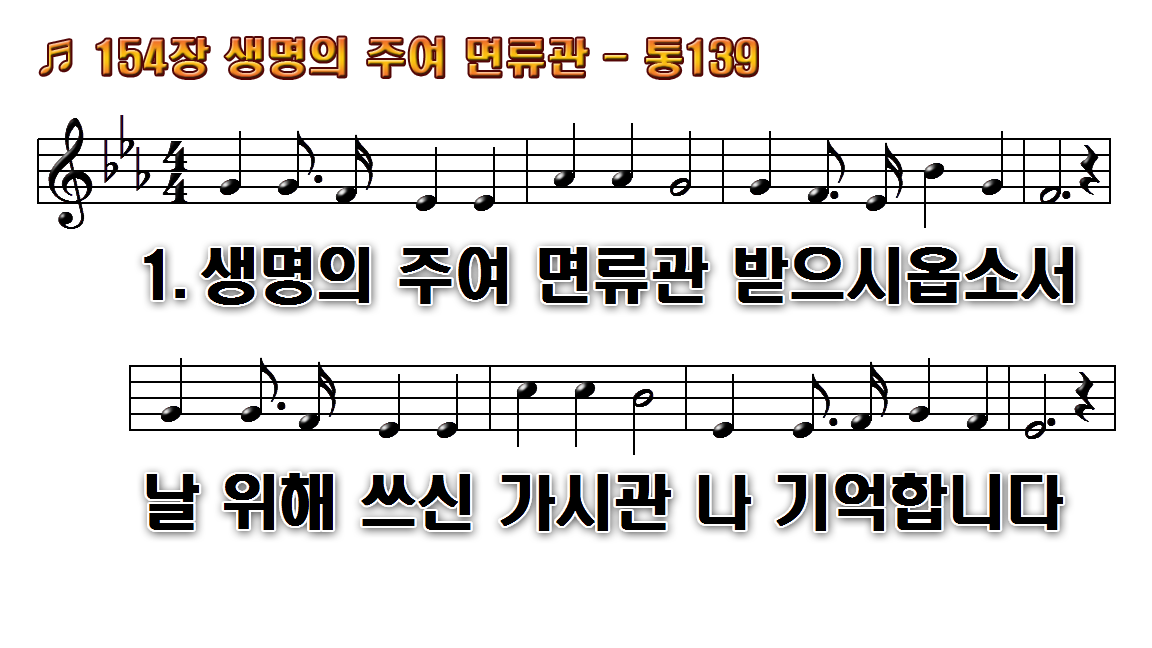 ♬ 154장 생명의 주여 면류관 - 통139
1. 생명의 주여 면류관 받으시옵소서
날 위해 쓰신 가시관 나 기억합니다